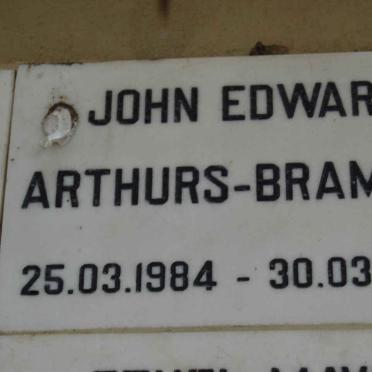 JOHN EDWAR
ARTHURS-BRAM
25.03.1984 - 30.03